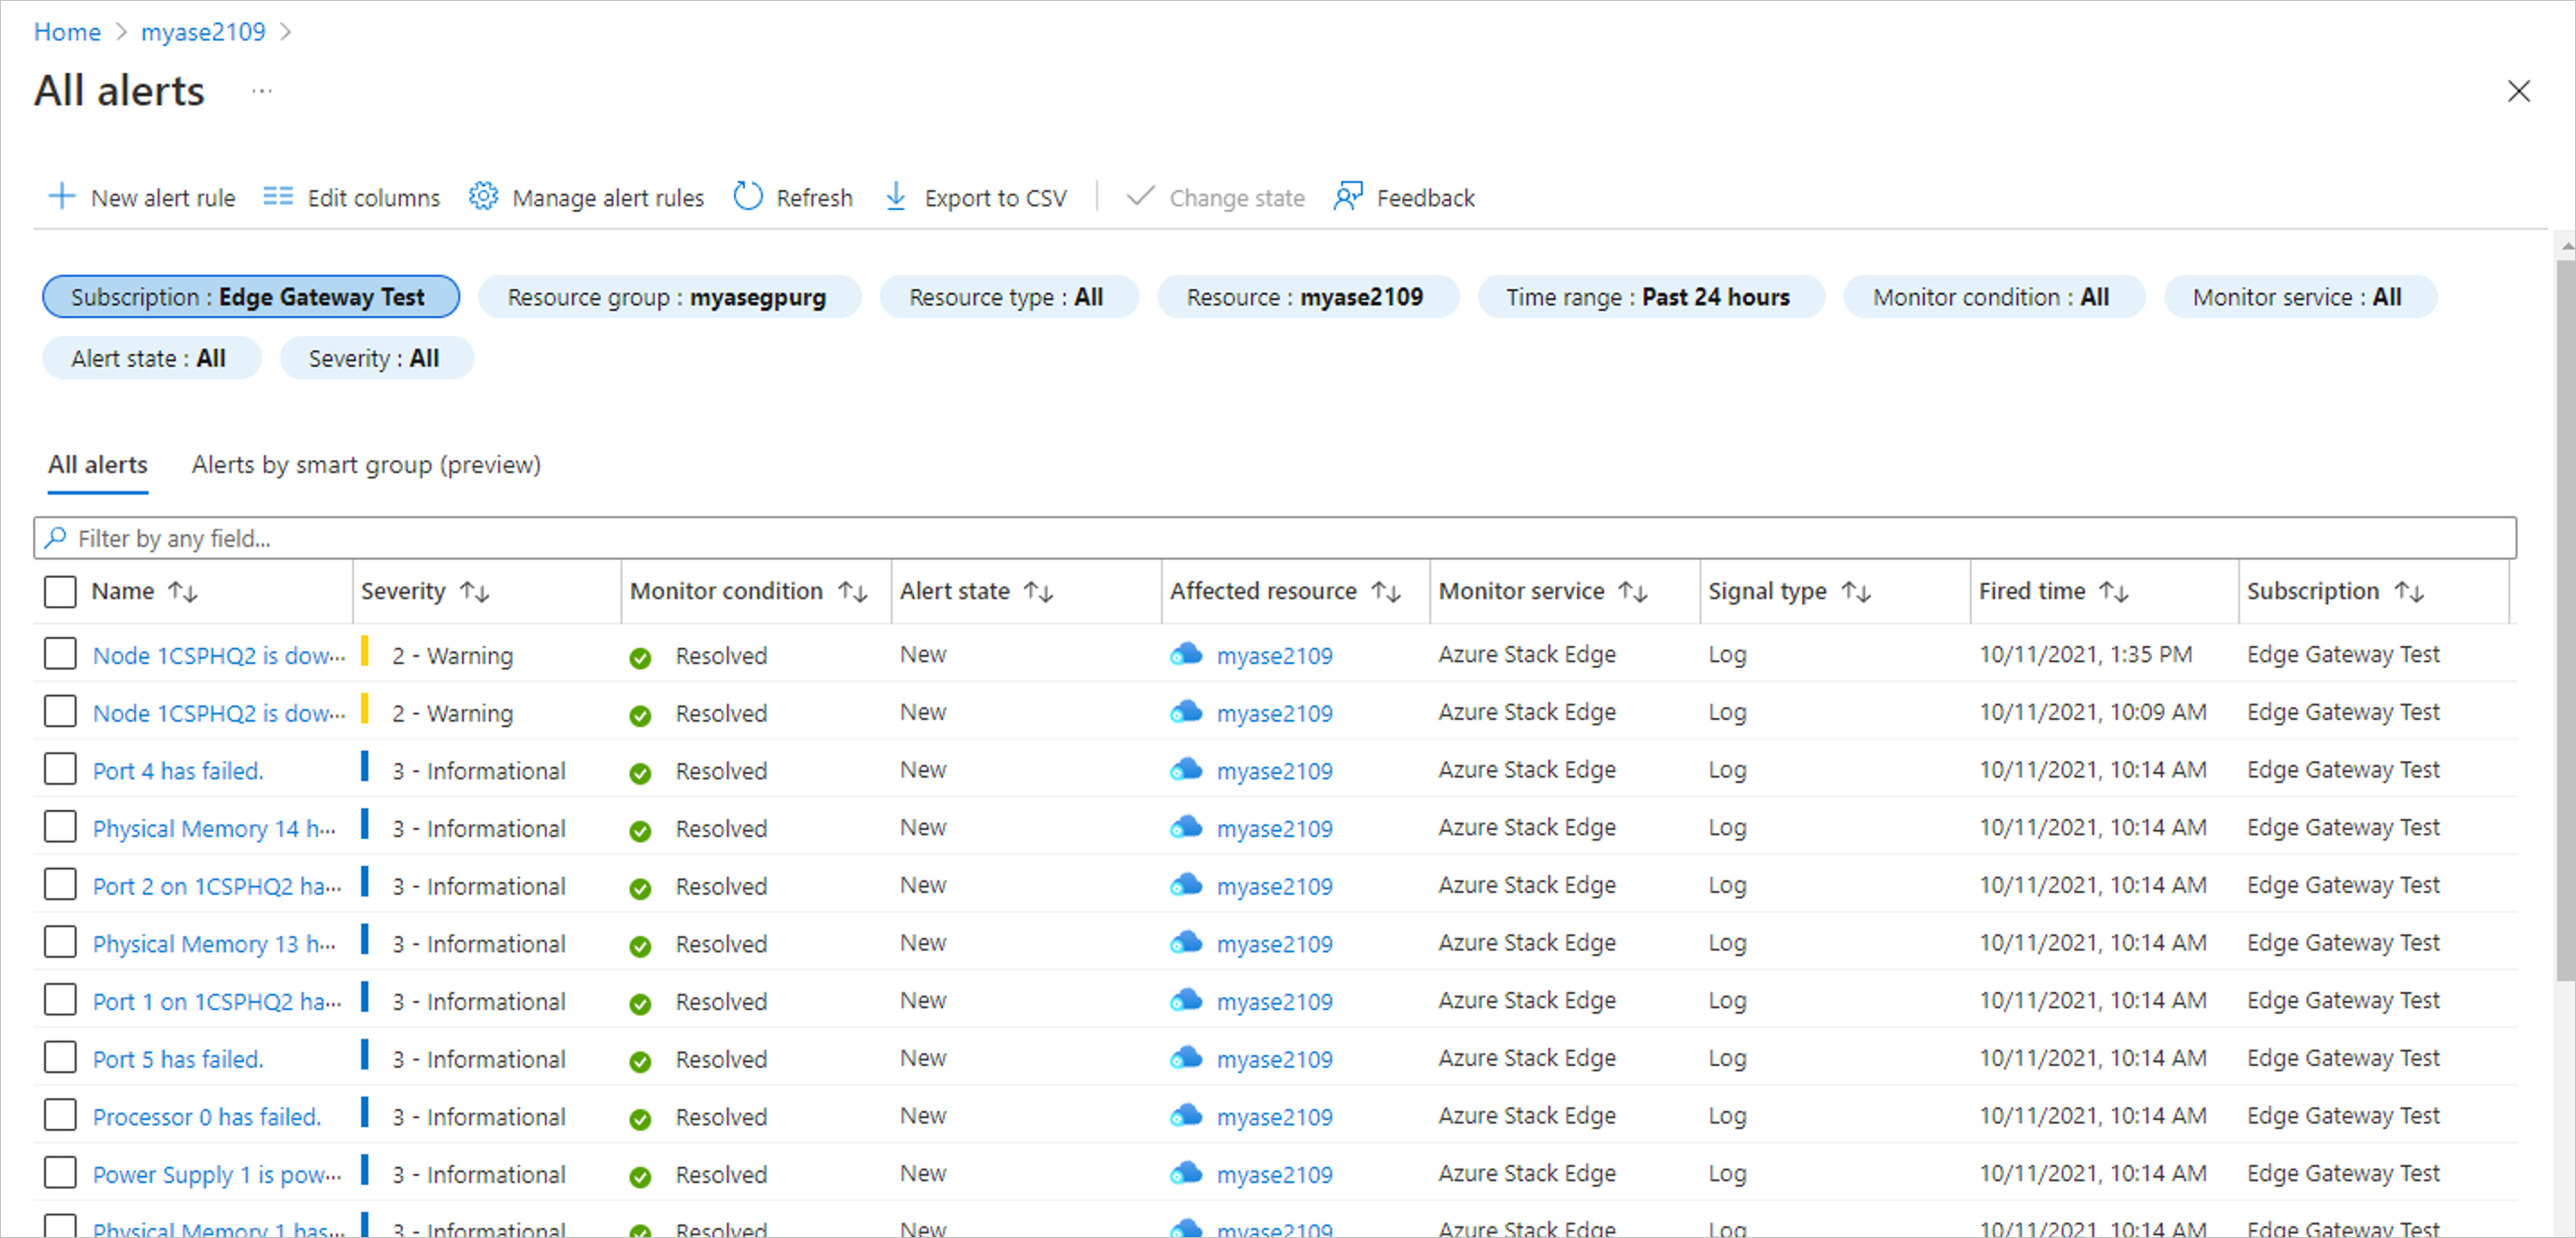 Home > myase2109 >
All alerts ...
New alert rule Edit columns Manage alert rules Refresh Export to CSV Change state Feedback
Subscription : Edge Gateway Test Resource group : myasegpurg Resource type : All Resource : myase2109 Time range : Past 24 hours Monitor condition : All Monitor service : All
Alert state : All Severity : All
All alerts Alerts by smart group (preview)
Filter by any field...
Name ↑↓ Severity ↑↓ Monitor condition ↑↓ Alert state ↑↓ Affected resource ↑↓ Monitor service ↑↓ Signal type ↑↓ Fired time ↑↓ Subscription ↑↓
Node 1CSPHQ2 is dow... 2 - Warning Resolved New myase2109 Azure Stack Edge Log 10/11/2021, 1:35 PM Edge Gateway Test
Node 1CSPHQ2 is dow... 2 - Warning Resolved New myase2109 Azure Stack Edge Log 10/11/2021, 10:09 AM Edge Gateway Test
Port 4 has failed. 3 - Informational Resolved New myase2109 Azure Stack Edge Log 10/11/2021, 10:14 AM Edge Gateway Test
Physical Memory 14 h... 3 - Informational Resolved New myase2109 Azure Stack Edge Log 10/11/2021, 10:14 AM Edge Gateway Test
Port 2 on 1CSPHQ2 ha... 3 - Informational Resolved New myase2109 Azure Stack Edge Log 10/11/2021, 10:14 AM Edge Gateway Test
Physical Memory 13 h... 3 - Informational Resolved New myase2109 Azure Stack Edge Log 10/11/2021, 10:14 AM Edge Gateway Test
Port 1 on 1CSPHQ2 ha... 3 - Informational Resolved New myase2109 Azure Stack Edge Log 10/11/2021, 10:14 AM Edge Gateway Test
Port 5 has failed. 3 - Informational Resolved New myase2109 Azure Stack Edge Log 10/11/2021, 10:14 AM Edge Gateway Test
Processor 0 has failed. 3 - Informational Resolved New myase2109 Azure Stack Edge Log 10/11/2021, 10:14 AM Edge Gateway Test
Power Supply 1 is pow... 3 - Informational Resolved New myase2109 Azure Stack Edge Log 10/11/2021, 10:14 AM Edge Gateway Test
Physical Memory 1 has... 3 - Informational Resolved New myase2109 Azure Stack Edge Log 10/11/2021, 10:14 AM Edge Gateway Test